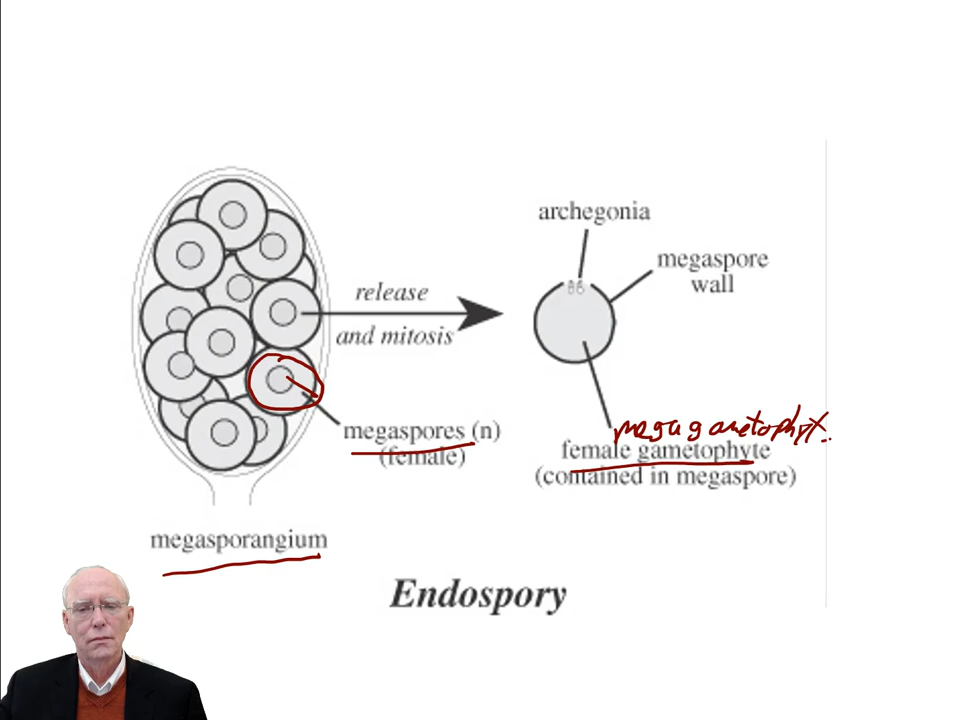 archegonia
megaspore
wall
release
and mitosis
megaspores (n)
(female)
megagametophyte
female gametophyte
(contained in megaspore)
megasporangium
Endospory